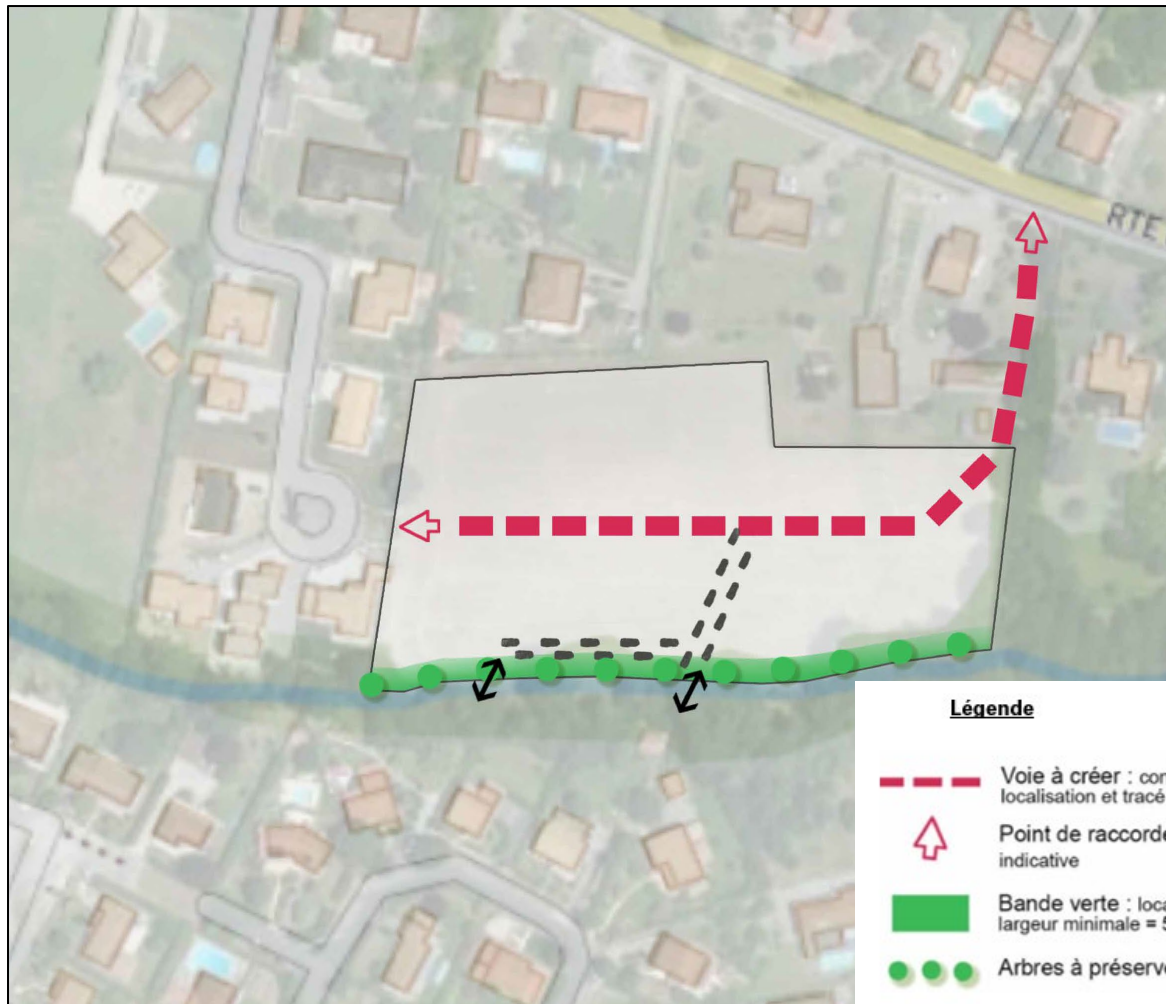 RTE
Légende
Voie à créer : con
localisation et tracé
Point de raccorde
indicative
Bande verte : loca
largeur minimale = 5
Arbres à préserve